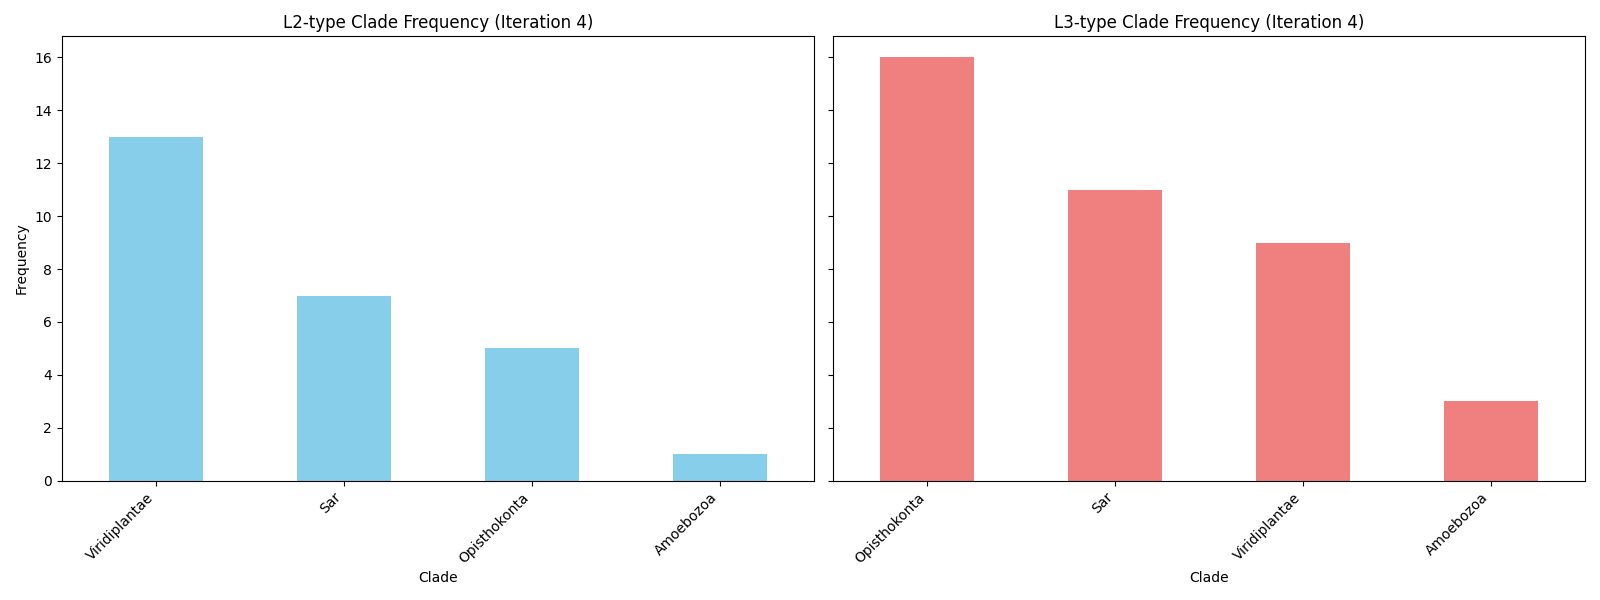 L2-type Clade Frequency (Iteration 4)
Frequency
16
14
12
10
8
6
4
2
0
Viridiplantae
Sar
Opisthokonta
Amoebozoa
Clade
L3-type Clade Frequency (Iteration 4)
Opisthokonta
Sar
Viridiplantae
Amoebozoa
Clade